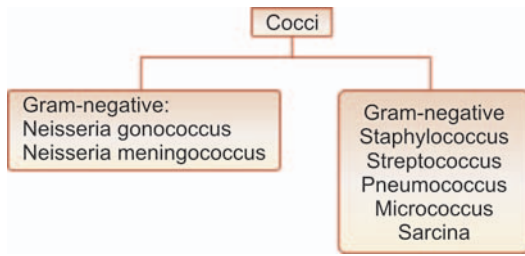 Cocci
Gram-negative:
Neisseria gonococcus
Neisseria meningococcus
Gram-negative
Staphylococcus
Streptococcus
Pneumococcus
Micrococcus
Sarcina